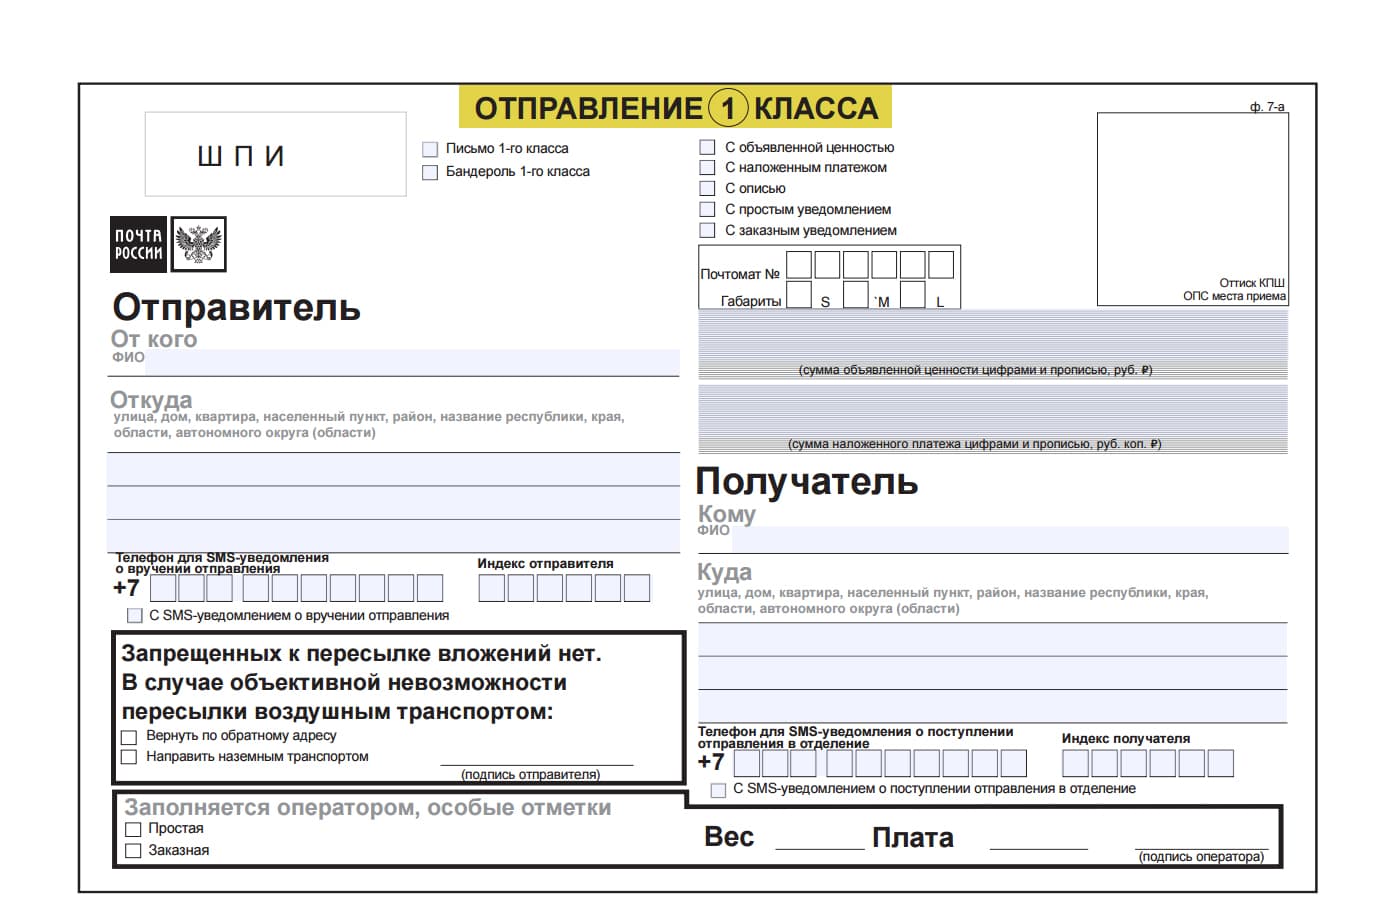 ОТПРАВЛЕНИЕ 1 КЛАССА
ф. 7-а
Ш П И
Письмо 1-го класса
Бандероль 1-го класса
С объявленной ценностью
С наложенным платежом
С описью
С простым уведомлением
С заказным уведомлением
Почтомат №
Габариты S `M L
Оттиск КПШ
ОПС места приема
ПОЧТА
РОССИИ
Отправитель
От кого
ФИО
(сумма объявленной ценности цифрами и прописью, руб. ₽)
Откуда
улица, дом, квартира, населенный пункт, район, название республики, края,
области, автономного округа (области)
(сумма наложенного платежа цифрами и прописью, руб. коп. ₽)
Телефон для SMS-уведомления
о вручении отправления
+7
Индекс отправителя
С SMS-уведомлением о вручении отправления
Получатель
Кому
ФИО
Куда
улица, дом, квартира, населенный пункт, район, название республики, края,
области, автономного округа (области)
Телефон для SMS-уведомления о поступлении
отправления в отделение
+7
Индекс получателя
С SMS-уведомлением о поступлении отправления в отделение
Запрещенных к пересылке вложений нет.
В случае объективной невозможности
пересылки воздушным транспортом:
Вернуть по обратному адресу
Направить наземным транспортом
(подпись отправителя)
Заполняется оператором, особые отметки
Простая
Заказная
Вес Плата
(подпись оператора)